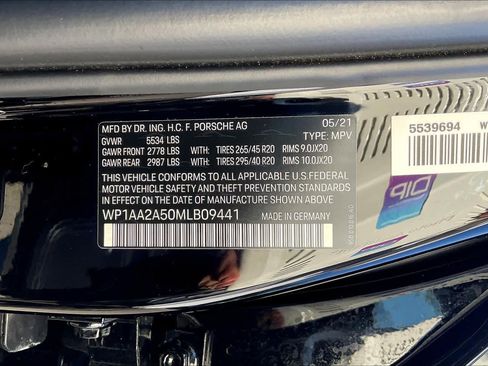 MFD BY DR. ING. H.C. F. PORSCHE AG 05/21
GVWR 5534 LBS TYPE: MPV
GAWR FRONT 2778 LBS WITH TIRES 265/45 R20 RIMS 9.0JX20
GAWR REAR 2987 LBS WITH TIRES 295/40 R20 RIMS 10.0JX20
THIS VEHICLE CONFORMS TO ALL APPLICABLE U.S. FEDERAL
MOTOR VEHICLE SAFETY, BUMPER AND THEFT PREVENTION STANDARDS
IN EFFECT ON THE DATE OF MANUFACTURE SHOWN ABOVE.
WP1AA2A50MLB09441 MADE IN GERMANY
5539694 W
DIP